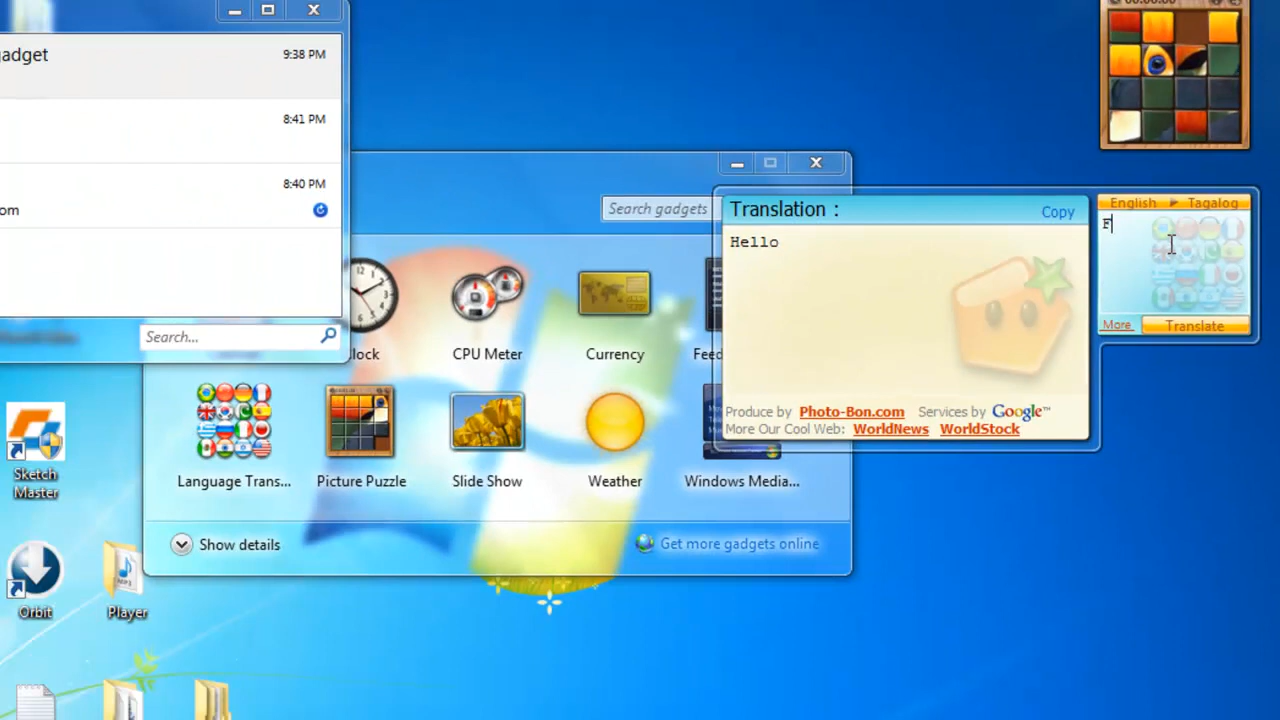 adget
9:38 PM
8:41 PM
8:40 PM
om
Search...
Search gadgets
lock
CPU Meter
Currency
Feed
Language Trans...
Picture Puzzle
Slide Show
Weather
Windows Media...
Show details
Get more gadgets online
Translation :
Copy
Hello
Produce by Photo-Bon.com Services by Google™
More Our Cool Web: WorldNews WorldStock
English Tagalog
F
More
Translate
Sketch
Master
Orbit
MP3
Player